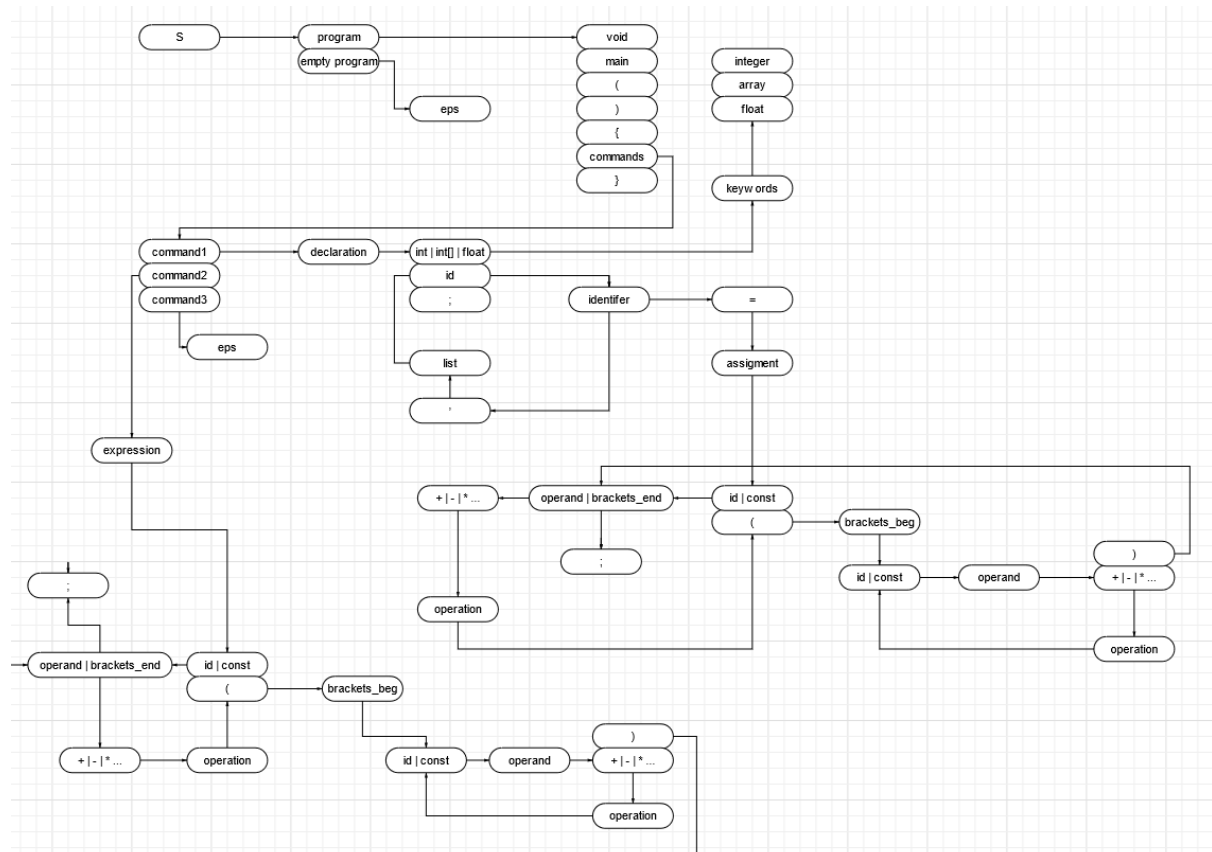 S
program
void
empty program
main
integer
(
array
eps
)
float
{
commands
}
keyw ords
command1
declaration
int | int[] | float
command2
id
command3
;
identifer
=
eps
list
assigment
,
expression
+ | - | * ...
operand | brackets_end
id | const
(
brackets_beg
;
)
id | const
operand
+ | - | * ...
;
operation
operation
operand | brackets_end
id | const
(
brackets_beg
)
+ | - | * ...
operation
id | const
operand
+ | - | * ...
operation